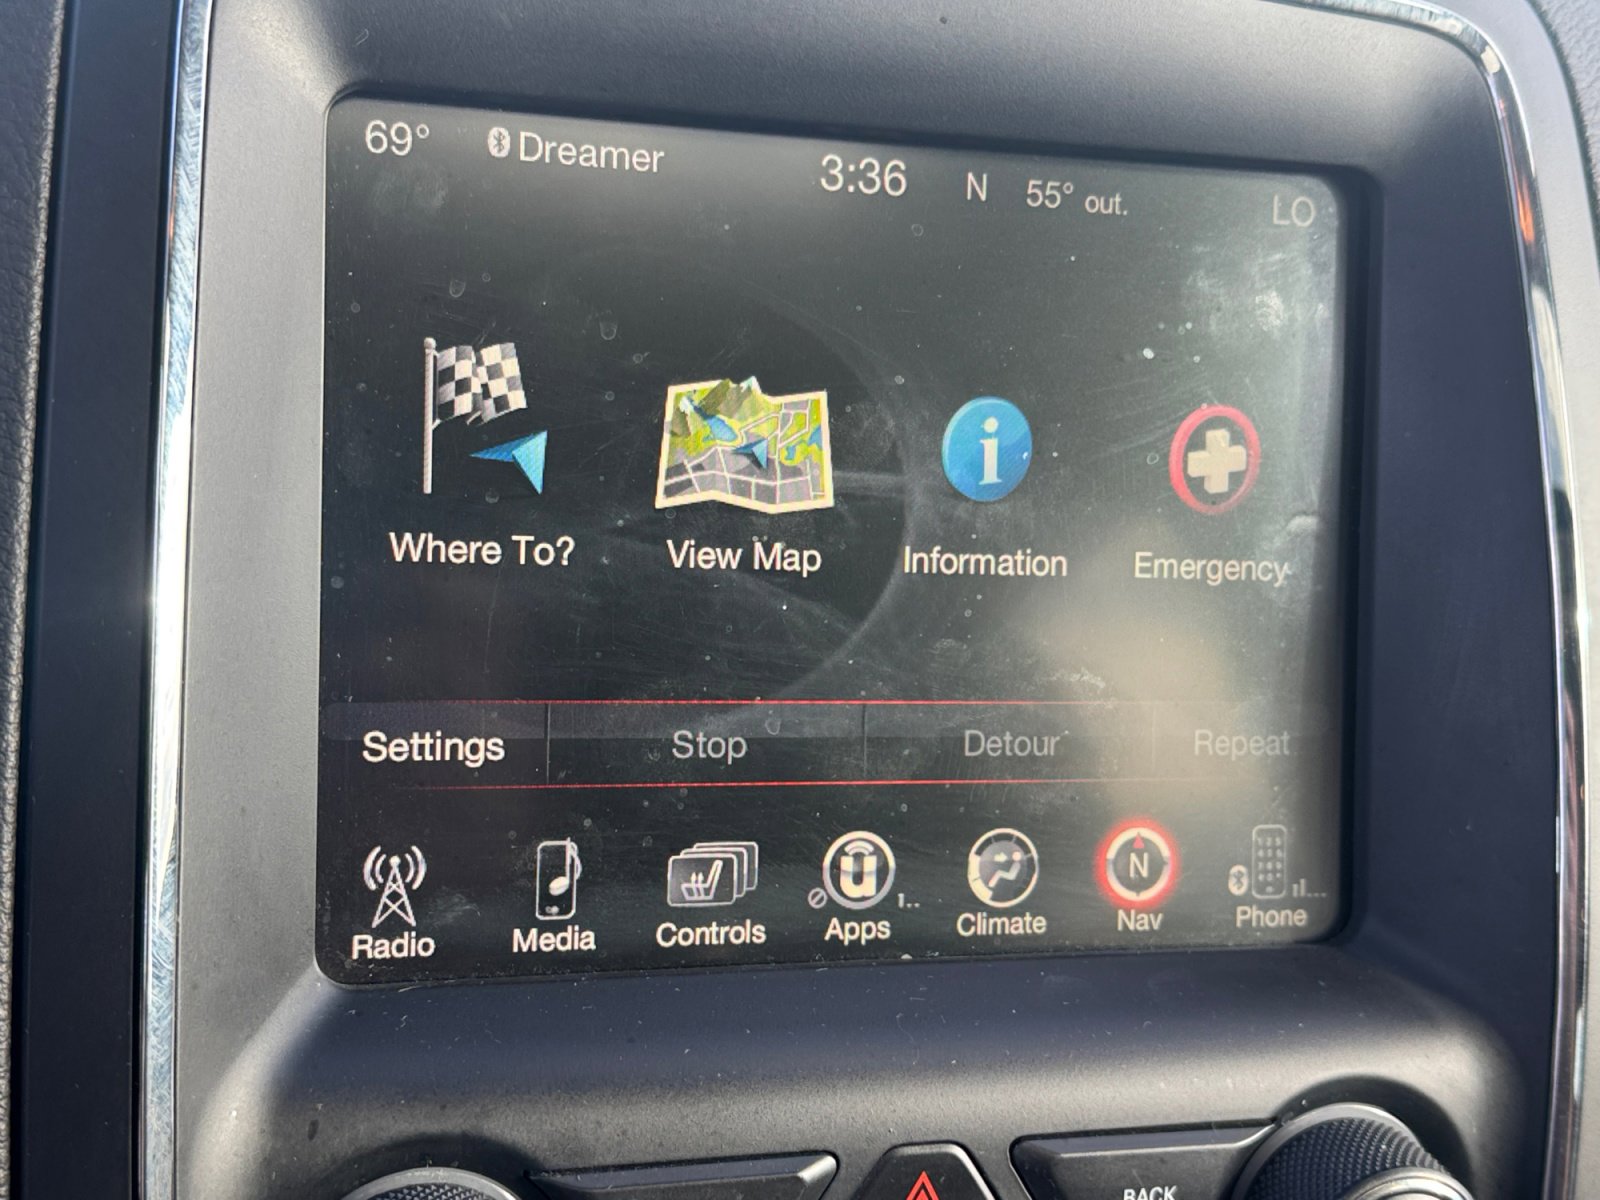 69° Dreamer 3:36 N 55° out. LO
Where To? View Map Information Emergency
Settings Stop Detour Repeat
N
Radio Media Controls Apps 1.. Climate Nav Phone
BACK